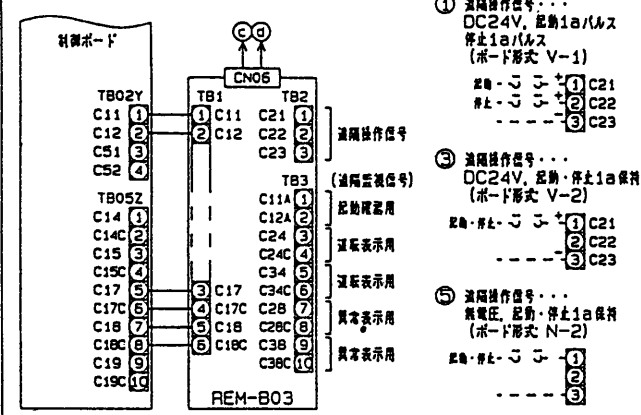 制御ボード
ⓒ ⓓ
CN06
TB02Y
C11 1
C12 2
C51 3
C52 4
TB05Z
C14 1
C14C 2
C15 3
C15C 4
C17 5
C17C 6
C18 7
C18C 8
C19 9
C19C 10
TB1
1 C11
2 C12
3 C17
4 C17C
5 C18
6 C18C
TB2
C21 1
C22 2
C23 3
遠隔操作信号
TB3 (遠隔監視信号)
C11A 1
C12A 2
起動確認用
C24 3
C24C 4
運転表示用
C34 5
C34C 6
運転表示用
C28 7
C28C 8
異常表示用
C38 9
C38C 10
異常表示用
REM-B03
① 遠隔操作信号・・・
DC24V, 起動1aパルス
停止1aパルス
(ボード形式 V-1)
起動 + 1 C21
停止 + 2 C22
- 3 C23
③ 遠隔操作信号・・・
DC24V, 起動・停止1a保持
(ボード形式 V-2)
起動・停止 + 1 C21
2 C22
- 3 C23
⑤ 遠隔操作信号・・・
無電圧, 起動・停止1a保持
(ボード形式 N-2)
起動・停止 1
2
3